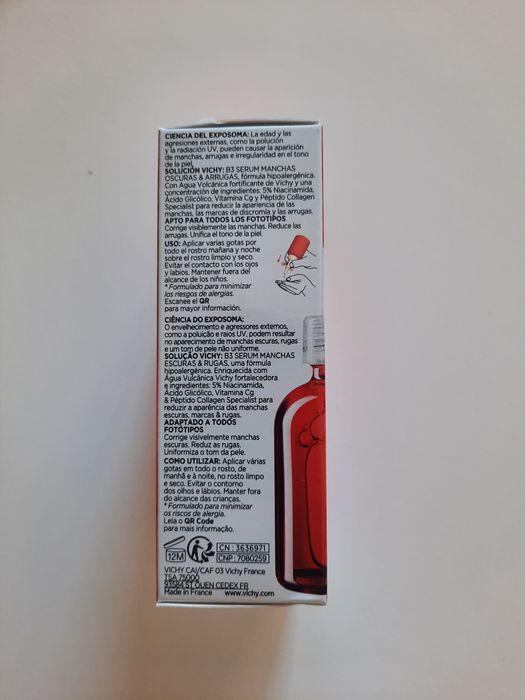 CIENCIA DEL EXPOSOMA: La edad y las
agresiones externas, como la polución
y la radiación UV, pueden causar la aparición
de manchas, arrugas e irregularidad en el tono
de la piel.
SOLUCIÓN VICHY: B3 SERUM MANCHAS
OSCURAS & ARRUGAS, fórmula hipoalergénica.
Con Agua Volcánica fortificante de Vichy y una
concentración de ingredientes: 5% Niacinamida,
Ácido Glicólico, Vitamina Cg y Péptido Collagen
Specialist para reducir la apariencia de las
manchas, las marcas de discromía y las arrugas.
APTO PARA TODOS LOS FOTOTIPOS
Corrige visiblemente las manchas. Reduce las
arrugas. Unifica el tono de la piel.
USO: Aplicar varias gotas por
todo el rostro mañana y noche
sobre el rostro limpio y seco.
Evitar el contacto con los ojos
y labios. Mantener fuera del
alcance de los niños.
* Formulado para minimizar
los riesgos de alergias.
Escanee el QR
para mayor información.
CIÊNCIA DO EXPOSOMA:
O envelhecimento e agressores externos,
como a poluição e raios UV, podem resultar
no aparecimento de manchas escuras, rugas
e um tom de pele não uniforme.
SOLUÇÃO VICHY: B3 SERUM MANCHAS
ESCURAS & RUGAS, uma fórmula
hipoalergénica. Enriquecida com
Água Vulcânica Vichy fortalecedora
e ingredientes: 5% Niacinamida,
Ácido Glicólico, Vitamina Cg
& Péptido Collagen Specialist para
reduzir a aparência das manchas
escuras, marcas & rugas.
ADAPTADO A TODOS
FOTÓTIPOS
Corrige visivelmente manchas
escuras. Reduz as rugas.
Uniformiza o tom da pele.
COMO UTILIZAR: Aplicar várias
gotas em todo o rosto, de
manhã e à noite, no rosto limpo
e seco. Evitar o contorno
dos olhos e lábios. Manter fora
do alcance das crianças.
* Formulado para minimizar
os riscos de alergia.
Leia o QR Code
para mais informação.
12M
CN : 3636971
CNP : 7080259
VICHY CAI/CAF 03 Vichy France
TSA 75000
93584 ST OUEN CEDEX FR
Made in France www.vichy.com